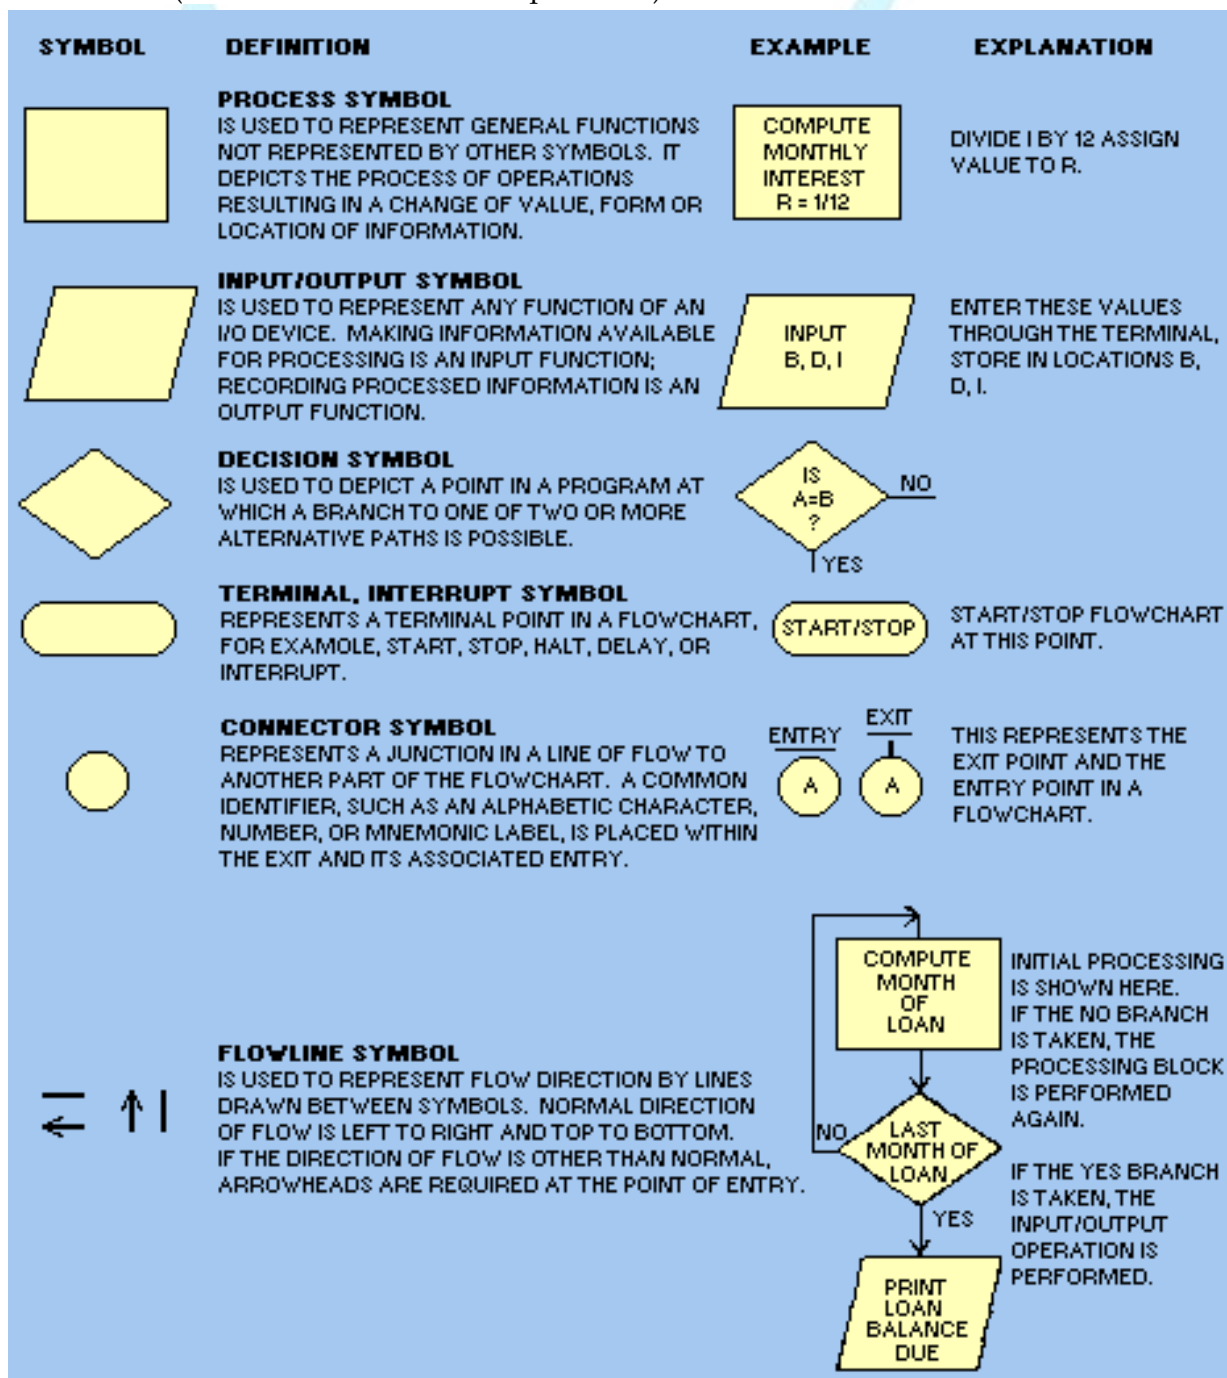 SYMBOL DEFINITION EXAMPLE EXPLANATION
PROCESS SYMBOL
IS USED TO REPRESENT GENERAL FUNCTIONS
NOT REPRESENTED BY OTHER SYMBOLS. IT
DEPICTS THE PROCESS OF OPERATIONS
RESULTING IN A CHANGE OF VALUE, FORM OR
LOCATION OF INFORMATION.
COMPUTE
MONTHLY
INTEREST
R = 1/12
DIVIDE I BY 12 ASSIGN
VALUE TO R.
INPUT/OUTPUT SYMBOL
IS USED TO REPRESENT ANY FUNCTION OF AN
I/O DEVICE. MAKING INFORMATION AVAILABLE
FOR PROCESSING IS AN INPUT FUNCTION;
RECORDING PROCESSED INFORMATION IS AN
OUTPUT FUNCTION.
INPUT
B, D, I
ENTER THESE VALUES
THROUGH THE TERMINAL,
STORE IN LOCATIONS B,
D, I.
DECISION SYMBOL
IS USED TO DEPICT A POINT IN A PROGRAM AT
WHICH A BRANCH TO ONE OF TWO OR MORE
ALTERNATIVE PATHS IS POSSIBLE.
IS
A=B
?
NO
YES
TERMINAL, INTERRUPT SYMBOL
REPRESENTS A TERMINAL POINT IN A FLOWCHART,
FOR EXAMOLE, START, STOP, HALT, DELAY, OR
INTERRUPT.
START/STOP
START/STOP FLOWCHART
AT THIS POINT.
CONNECTOR SYMBOL
REPRESENTS A JUNCTION IN A LINE OF FLOW TO
ANOTHER PART OF THE FLOWCHART. A COMMON
IDENTIFIER, SUCH AS AN ALPHABETIC CHARACTER,
NUMBER, OR MNEMONIC LABEL, IS PLACED WITHIN
THE EXIT AND ITS ASSOCIATED ENTRY.
ENTRY EXIT
A A
THIS REPRESENTS THE
EXIT POINT AND THE
ENTRY POINT IN A
FLOWCHART.
FLOWLINE SYMBOL
IS USED TO REPRESENT FLOW DIRECTION BY LINES
DRAWN BETWEEN SYMBOLS. NORMAL DIRECTION
OF FLOW IS LEFT TO RIGHT AND TOP TO BOTTOM.
IF THE DIRECTION OF FLOW IS OTHER THAN NORMAL,
ARROWHEADS ARE REQUIRED AT THE POINT OF ENTRY.
COMPUTE
MONTH
OF
LOAN
NO
LAST
MONTH OF
LOAN
YES
PRINT
LOAN
BALANCE
DUE
INITIAL PROCESSING
IS SHOWN HERE.
IF THE NO BRANCH
IS TAKEN, THE
PROCESSING BLOCK
IS PERFORMED
AGAIN.
IF THE YES BRANCH
IS TAKEN, THE
INPUT/OUTPUT
OPERATION IS
PERFORMED.